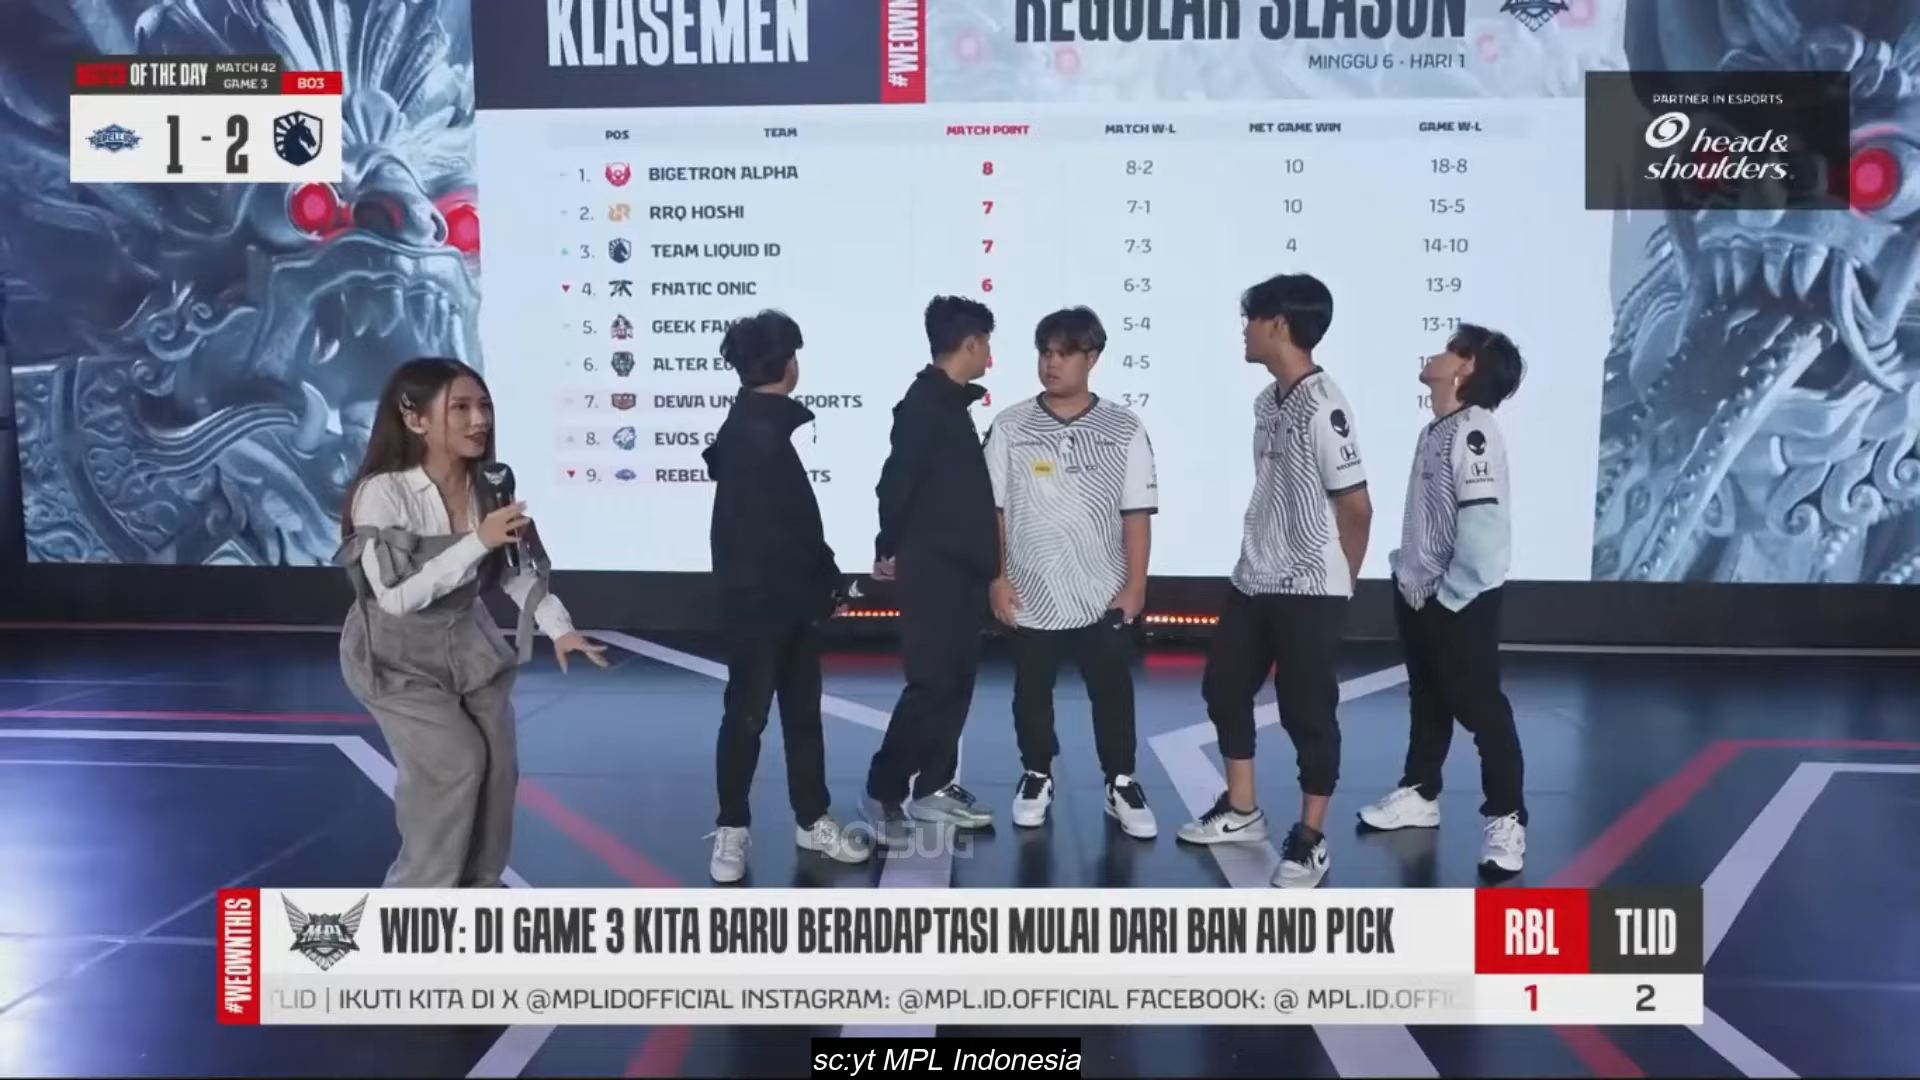 KLASEMEN
#WEOWN
REGULAR SEASON
MINGGU 6 - HARI 1
OF THE DAY
MATCH 42
GAME 3
BO3
REBELLION
1 - 2
PARTNER IN ESPORTS
head &
shoulders
POS TEAM MATCH POINT MATCH W-L NET GAME WIN GAME W-L
1. BIGETRON ALPHA 8 8-2 10 18-8
2. RRQ HOSHI 7 7-1 10 15-5
3. TEAM LIQUID ID 7 7-3 4 14-10
4. FNATIC ONIC 6 6-3 13-9
5. GEEK FAM 5-4 13-11
6. ALTER 4-5
7. DEWA UN SPORTS 3 3-7
8. EVOS
9. REBEL TS
HONDA
HONDA
BOLBUG
#WEOWNTHIS
MPL
WIDY: DI GAME 3 KITA BARU BERADAPTASI MULAI DARI BAN AND PICK
RBL TLID
1 2
TLID | IKUTI KITA DI X @MPLIDOFFICIAL INSTAGRAM: @MPL.ID.OFFICIAL FACEBOOK: @ MPL.ID.OFFIC
sc:yt MPL Indonesia